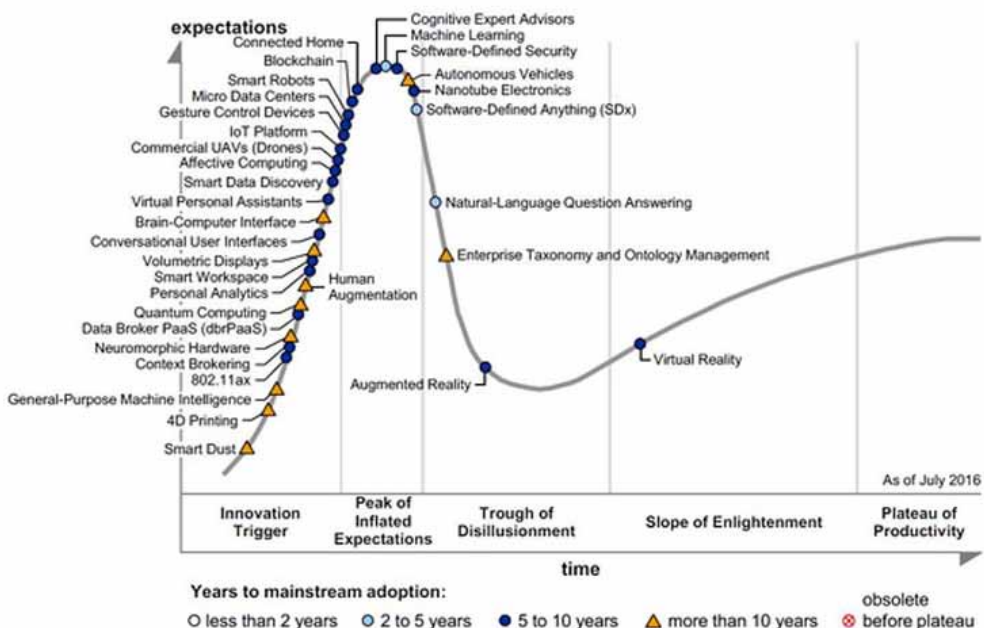 expectations
Cognitive Expert Advisors
Machine Learning
Software-Defined Security
Connected Home
Blockchain
Smart Robots
Micro Data Centers
Gesture Control Devices
IoT Platform
Commercial UAVs (Drones)
Affective Computing
Smart Data Discovery
Virtual Personal Assistants
Brain-Computer Interface
Conversational User Interfaces
Volumetric Displays
Smart Workspace
Personal Analytics
Quantum Computing
Data Broker PaaS (dbrPaaS)
Neuromorphic Hardware
Context Brokering
802.11ax
General-Purpose Machine Intelligence
4D Printing
Smart Dust
Human
Augmentation
Autonomous Vehicles
Nanotube Electronics
Software-Defined Anything (SDx)
Natural-Language Question Answering
Enterprise Taxonomy and Ontology Management
Augmented Reality
Virtual Reality
As of July 2016
Innovation
Trigger
Peak of
Inflated
Expectations
Trough of
Disillusionment
Slope of Enlightenment
Plateau of
Productivity
time
Years to mainstream adoption:
less than 2 years
2 to 5 years
5 to 10 years
more than 10 years
obsolete
before plateau